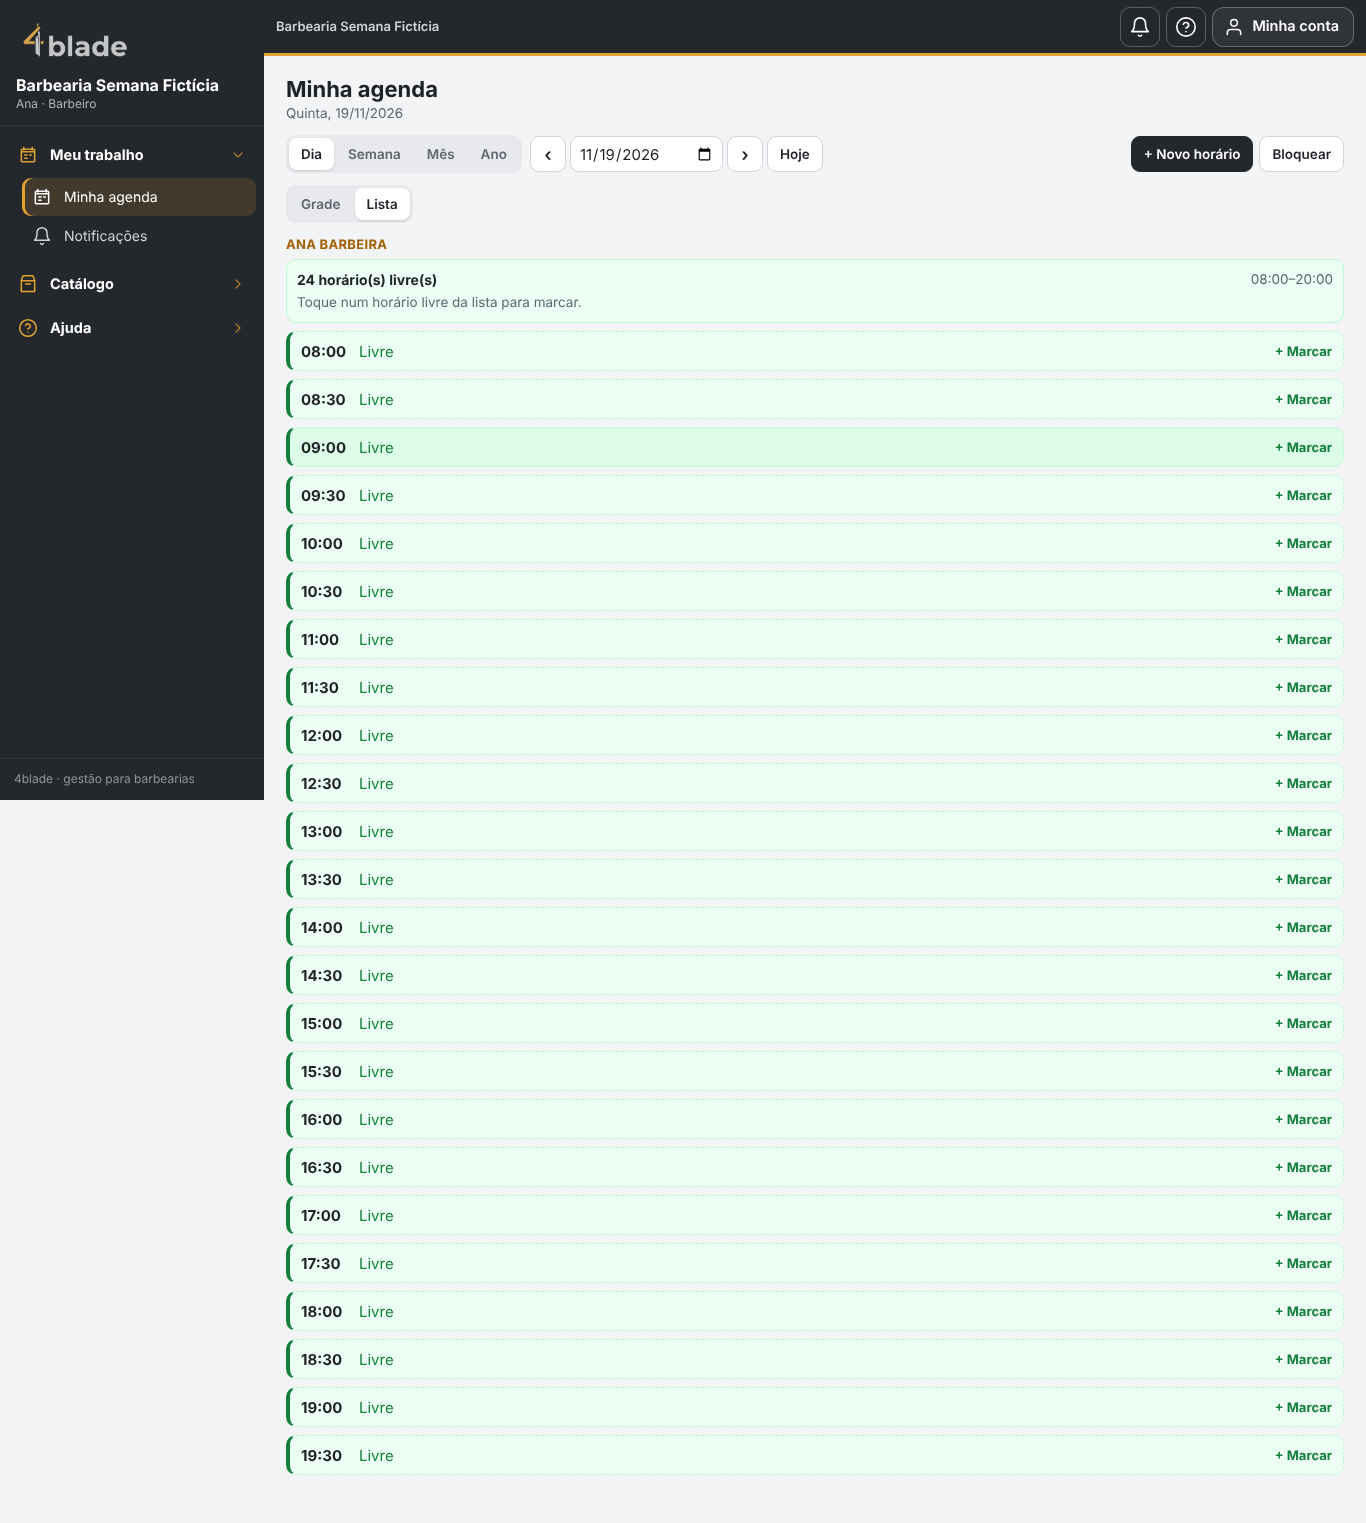 4blade
Barbearia Semana Fictícia
Ana · Barbeiro
Meu trabalho
Minha agenda
Notificações
Catálogo
Ajuda
4blade · gestão para barbearias
Barbearia Semana Fictícia
Minha conta
Minha agenda
Quinta, 19/11/2026
Dia Semana Mês Ano ‹ 11/19/2026 › Hoje + Novo horário Bloquear
Grade Lista
ANA BARBEIRA
24 horário(s) livre(s) 08:00–20:00
Toque num horário livre da lista para marcar.
08:00 Livre + Marcar
08:30 Livre + Marcar
09:00 Livre + Marcar
09:30 Livre + Marcar
10:00 Livre + Marcar
10:30 Livre + Marcar
11:00 Livre + Marcar
11:30 Livre + Marcar
12:00 Livre + Marcar
12:30 Livre + Marcar
13:00 Livre + Marcar
13:30 Livre + Marcar
14:00 Livre + Marcar
14:30 Livre + Marcar
15:00 Livre + Marcar
15:30 Livre + Marcar
16:00 Livre + Marcar
16:30 Livre + Marcar
17:00 Livre + Marcar
17:30 Livre + Marcar
18:00 Livre + Marcar
18:30 Livre + Marcar
19:00 Livre + Marcar
19:30 Livre + Marcar